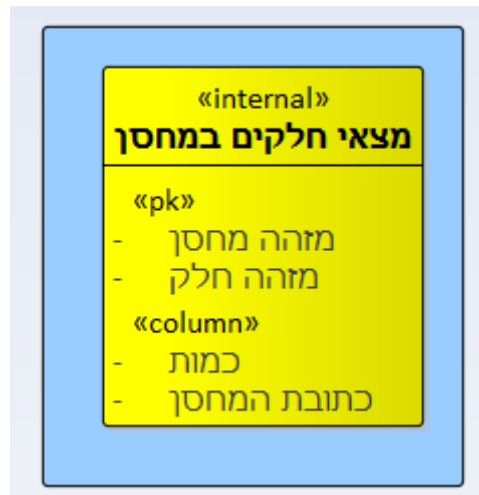 «internal»
מצאי חלקים במחסן
«pk»
- מזהה מחסן
- מזהה חלק
«column»
- כמות
- כתובת המחסן